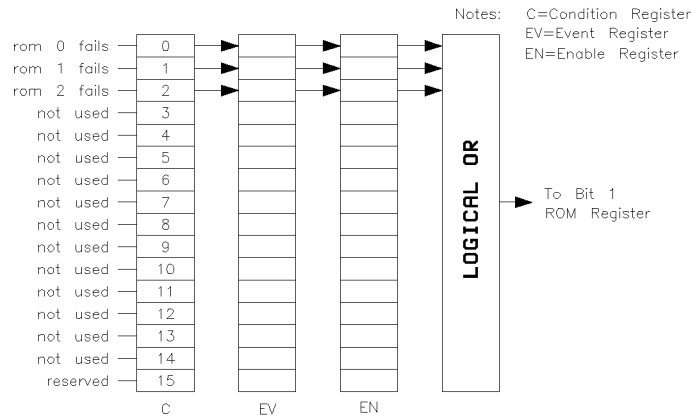 Notes: C=Condition Register
EV=Event Register
EN=Enable Register
rom 0 fails 0
rom 1 fails 1
rom 2 fails 2
not used 3
not used 4
not used 5
not used 6
not used 7
not used 8
not used 9
not used 10
not used 11
not used 12
not used 13
not used 14
reserved 15
LOGICAL OR
To Bit 1
ROM Register
C EV EN